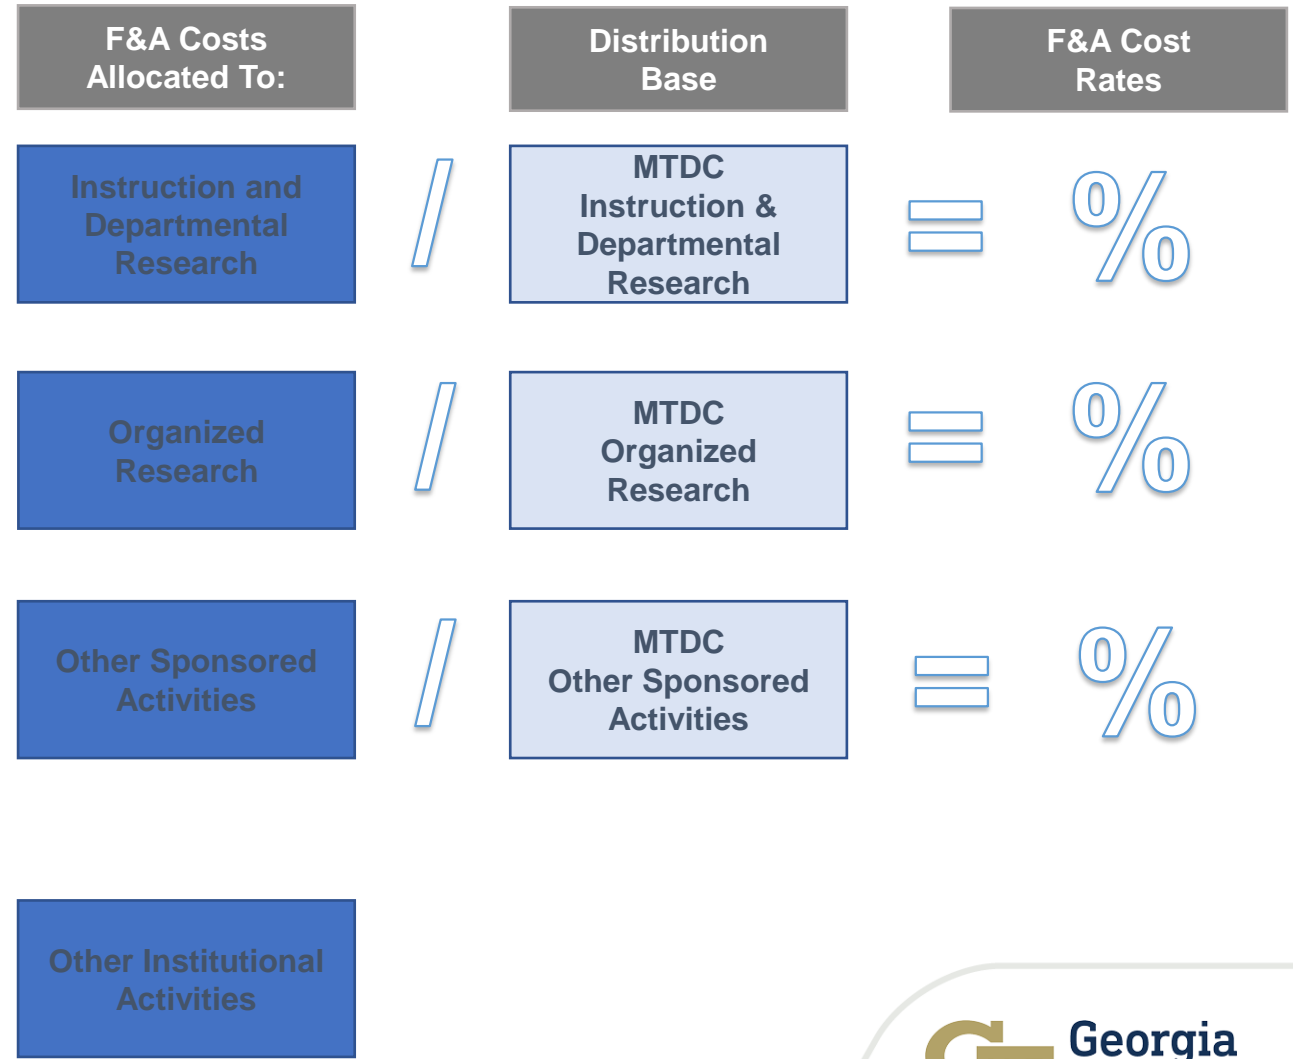 F&A Costs
Allocated To:
Distribution
Base
F&A Cost
Rates
Instruction and
Departmental
Research
/
MTDC
Instruction &
Departmental
Research
=
%
Organized
Research
/
MTDC
Organized
Research
=
%
Other Sponsored
Activities
/
MTDC
Other Sponsored
Activities
=
%
Other Institutional
Activities
Georgia